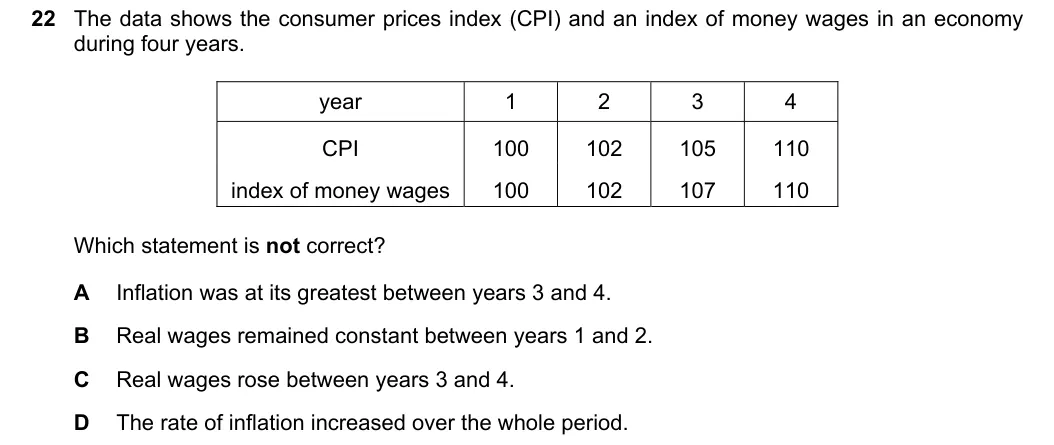 22 The data shows the consumer prices index (CPI) and an index of money wages in an economy
during four years.
year 1 2 3 4
CPI 100 102 105 110
index of money wages 100 102 107 110
Which statement is not correct?
A Inflation was at its greatest between years 3 and 4.
B Real wages remained constant between years 1 and 2.
C Real wages rose between years 3 and 4.
D The rate of inflation increased over the whole period.